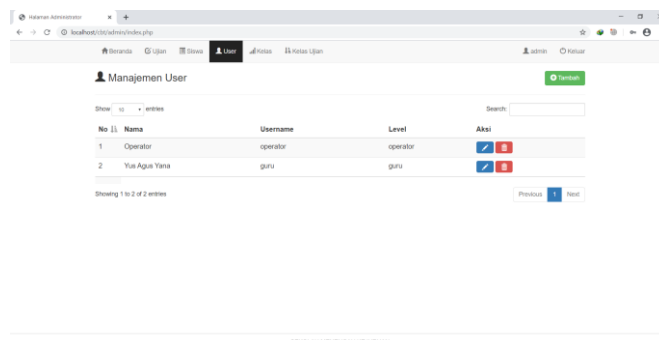 Halaman Administrator
localhost/cbt/admin/index.php
Beranda Ujian Siswa User Kelas Kelas Ujian admin Keluar
Manajemen User Tambah
Show 10 entries Search:
No Nama Username Level Aksi
1 Operator operator operator
2 Yus Agus Yana guru guru
Showing 1 to 2 of 2 entries Previous 1 Next